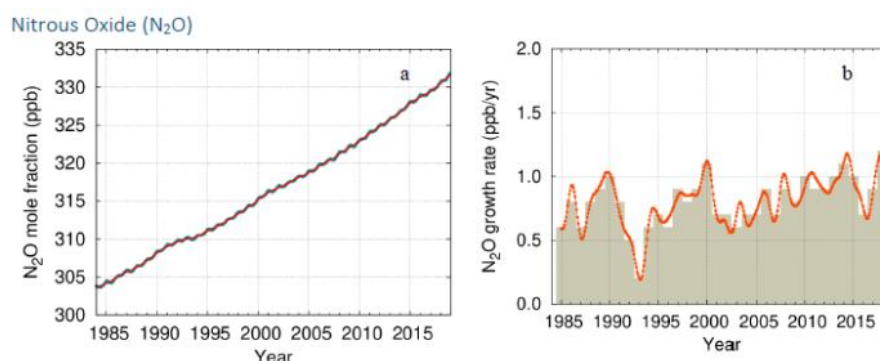 Nitrous Oxide (N₂O)
335
330
325
320
315
310
305
300
N₂O mole fraction (ppb)
a
1985 1990 1995 2000 2005 2010 2015
Year
2.0
1.5
1.0
0.5
0.0
N₂O growth rate (ppb/yr)
b
1985 1990 1995 2000 2005 2010 2015
Year